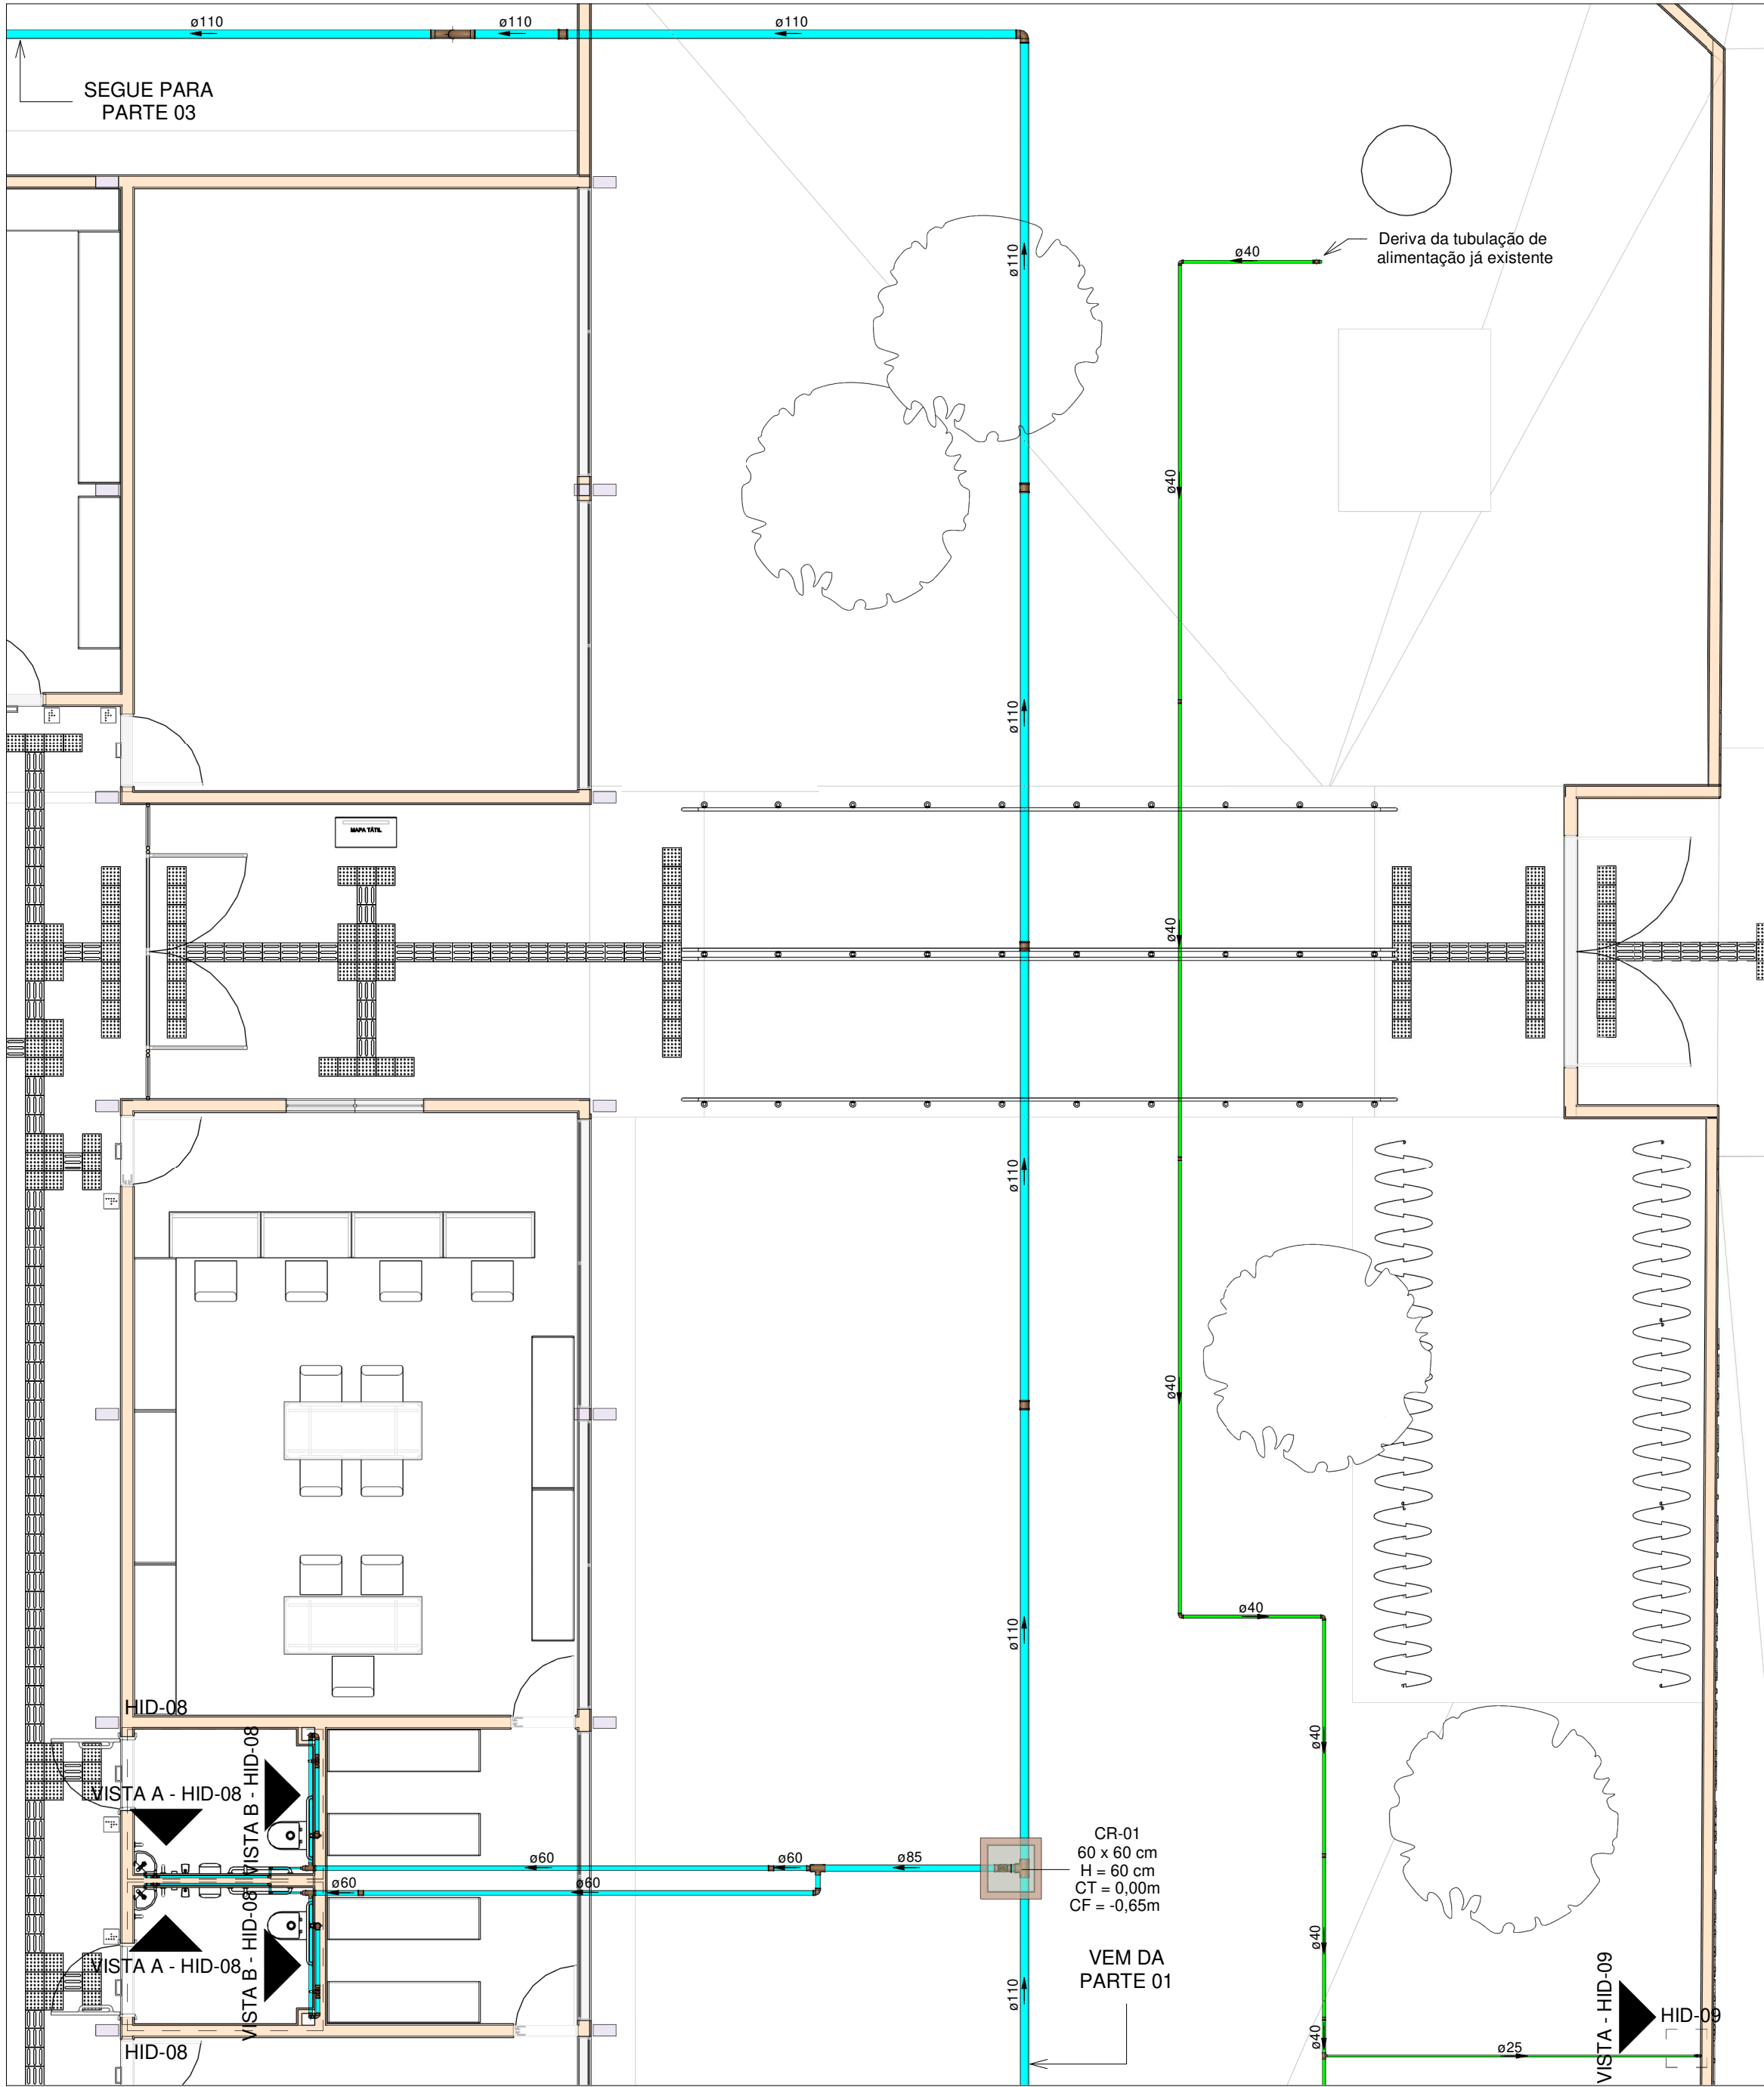 ø110
ø110
ø110
SEGUE PARA
PARTE 03
ø110
ø40
Deriva da tubulação de
alimentação já existente
ø40
ø110
MAPA TÁTIL
ø40
ø110
ø40
ø40
ø110
HID-08
ø40
VISTA A - HID-08
VISTA B - HID-08
CR-01
60 x 60 cm
H = 60 cm
CT = 0,00m
CF = -0,65m
ø60
ø60
ø85
ø60
ø60
VISTA A - HID-08
VISTA B - HID-08
ø40
VEM DA
PARTE 01
ø110
VISTA - HID-09
HID-09
ø40
ø25
HID-08